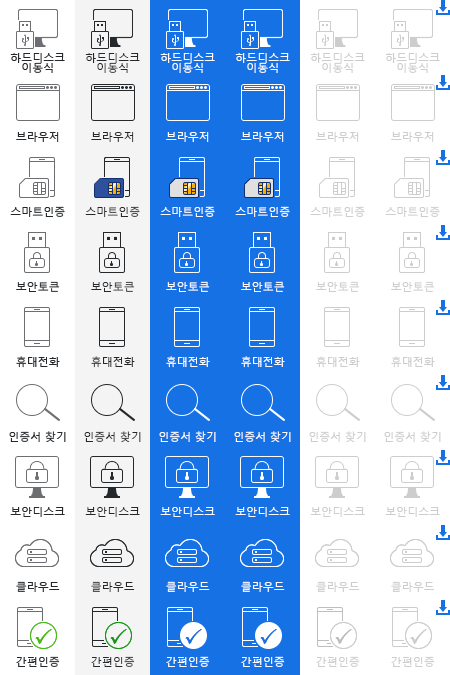 하드디스크 하드디스크 하드디스크 하드디스크 하드디스크 하드디스크
이동식 이동식 이동식 이동식 이동식 이동식
브라우저 브라우저 브라우저 브라우저 브라우저 브라우저
스마트인증 스마트인증 스마트인증 스마트인증 스마트인증 스마트인증
보안토큰 보안토큰 보안토큰 보안토큰 보안토큰 보안토큰
휴대전화 휴대전화 휴대전화 휴대전화 휴대전화 휴대전화
인증서 찾기 인증서 찾기 인증서 찾기 인증서 찾기 인증서 찾기 인증서 찾기
보안디스크 보안디스크 보안디스크 보안디스크 보안디스크 보안디스크
클라우드 클라우드 클라우드 클라우드 클라우드 클라우드
간편인증 간편인증 간편인증 간편인증 간편인증 간편인증